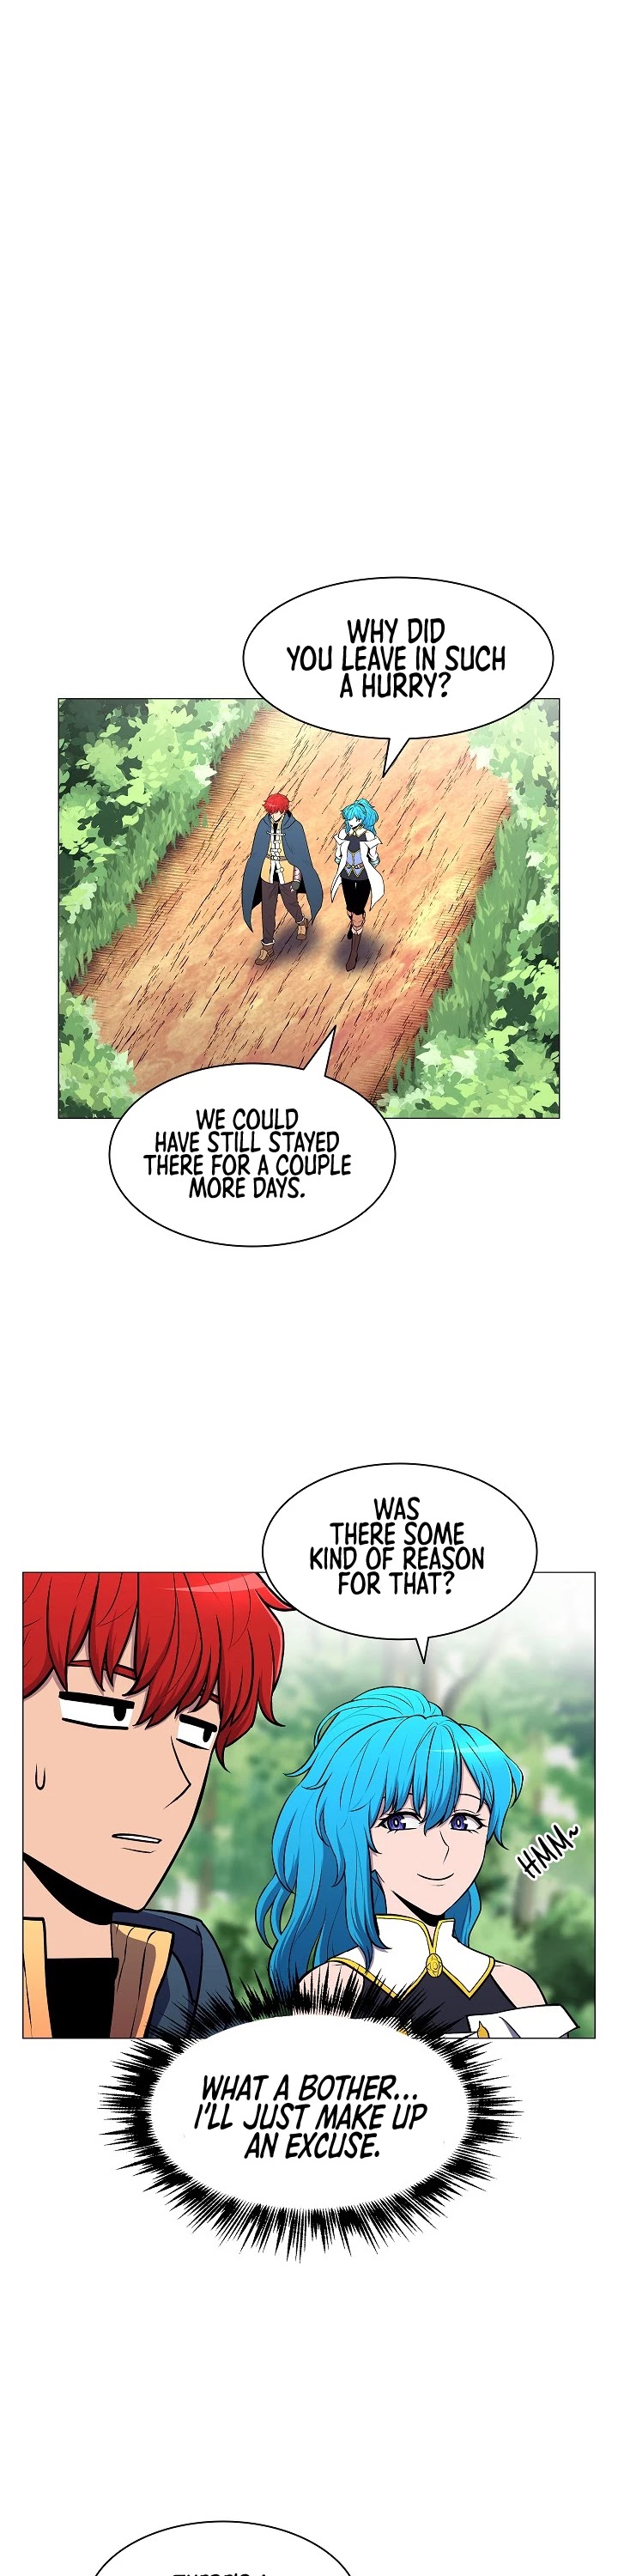 WHY DID
YOU LEAVE IN SUCH
A HURRY?
WE COULD
HAVE STILL STAYED
THERE FOR A COUPLE
MORE DAYS.
WAS
THERE SOME
KIND OF REASON
FOR THAT?
HMM~
WHAT A BOTHER...
I'LL JUST MAKE UP
AN EXCUSE.